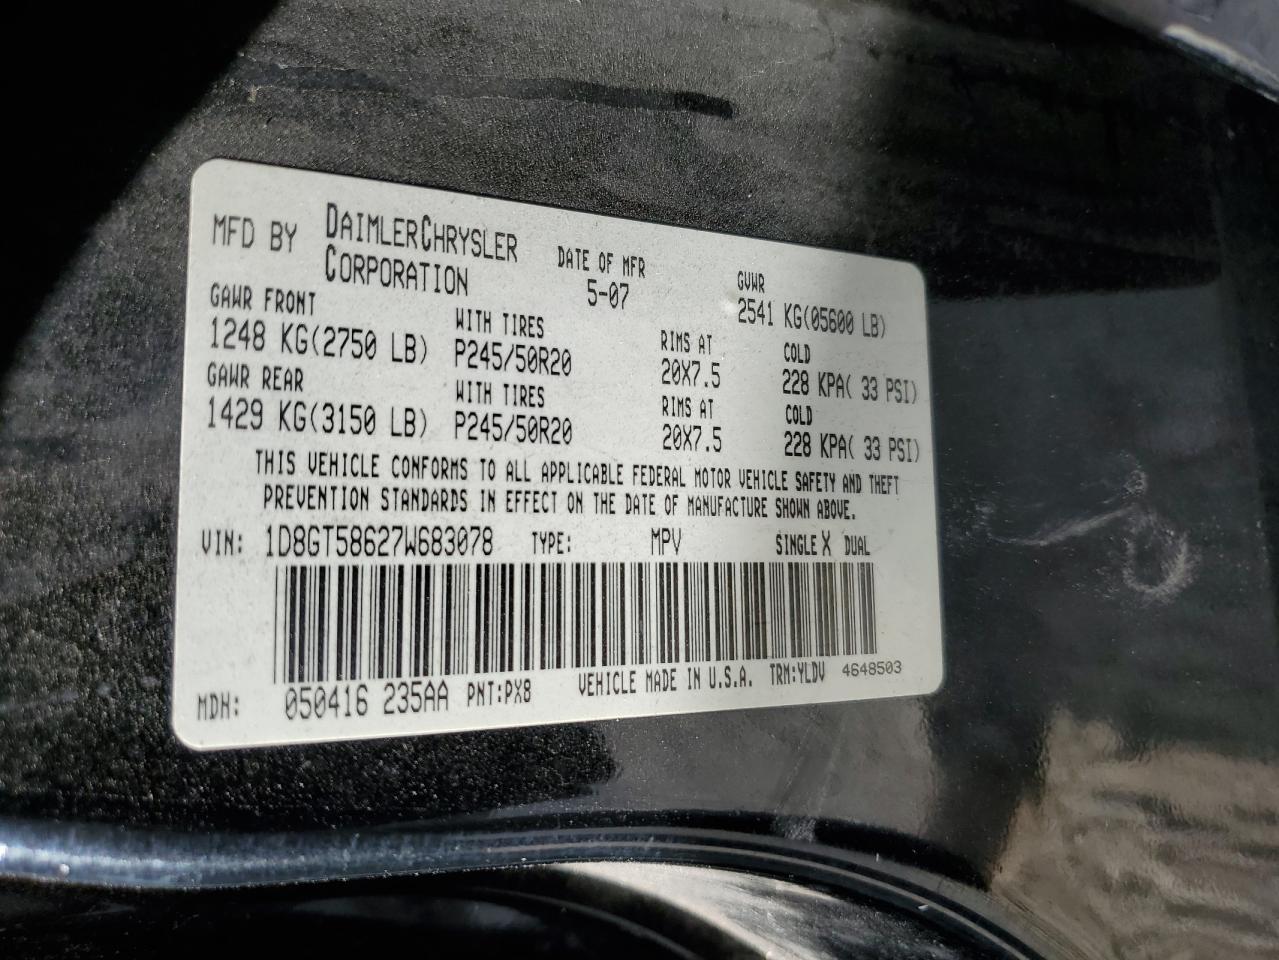 MFD BY DAIMLERCHRYSLER CORPORATION DATE OF MFR 5-07 GVWR 2541 KG(05600 LB)
GAWR FRONT WITH TIRES RIMS AT COLD
1248 KG(2750 LB) P245/50R20 20X7.5 228 KPA( 33 PSI)
GAWR REAR WITH TIRES RIMS AT COLD
1429 KG(3150 LB) P245/50R20 20X7.5 228 KPA( 33 PSI)
THIS VEHICLE CONFORMS TO ALL APPLICABLE FEDERAL MOTOR VEHICLE SAFETY AND THEFT
PREVENTION STANDARDS IN EFFECT ON THE DATE OF MANUFACTURE SHOWN ABOVE.
VIN: 1D8GT58627W683078 TYPE: MPV SINGLE X DUAL
MDH: 050416 235AA PNT:PX8 VEHICLE MADE IN U.S.A. TRM:YLDV 4648503